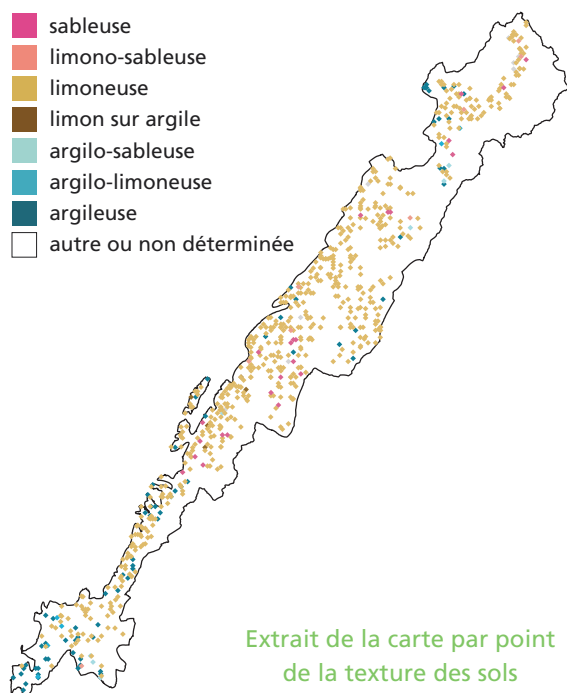 sableuse
limono-sableuse
limoneuse
limon sur argile
argilo-sableuse
argilo-limoneuse
argileuse
autre ou non déterminée
Extrait de la carte par point
de la texture des sols